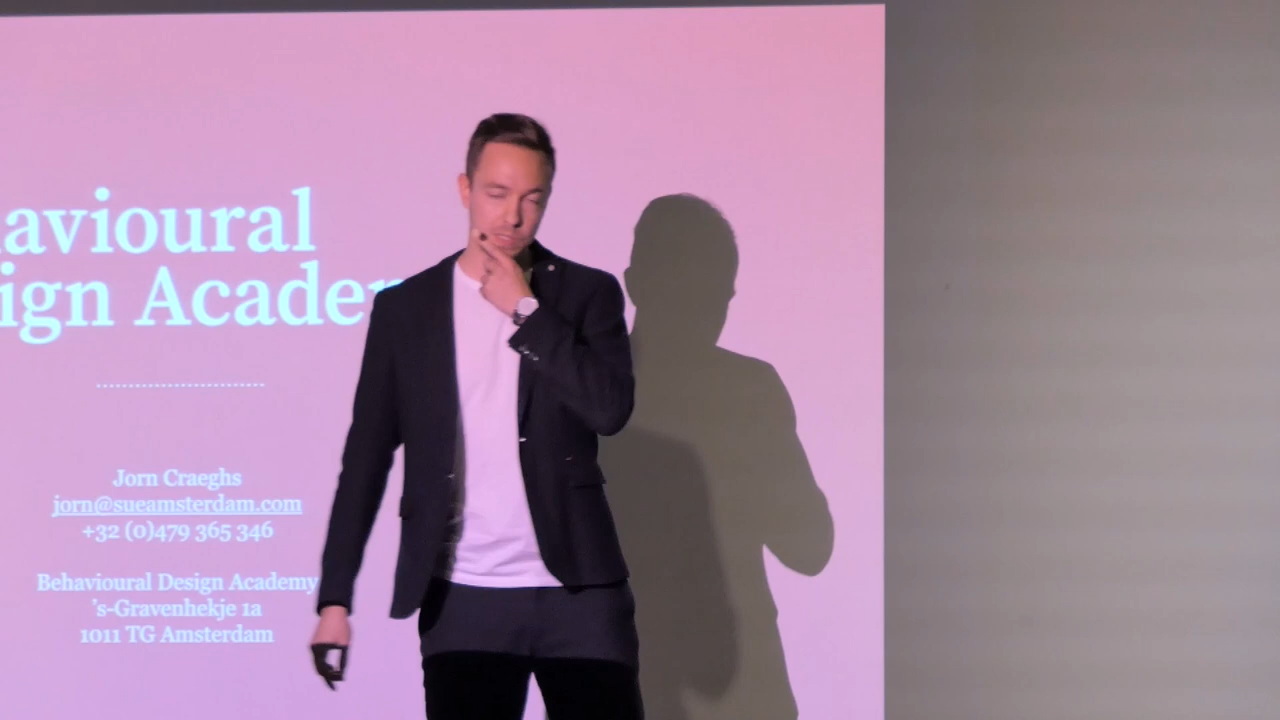 avioural
ign Acade
Jorn Craeghs
jorn@sueamsterdam.com
+32 (0)479 365 346
Behavioural Design Academy
's-Gravenhekje 1a
1011 TG Amsterdam